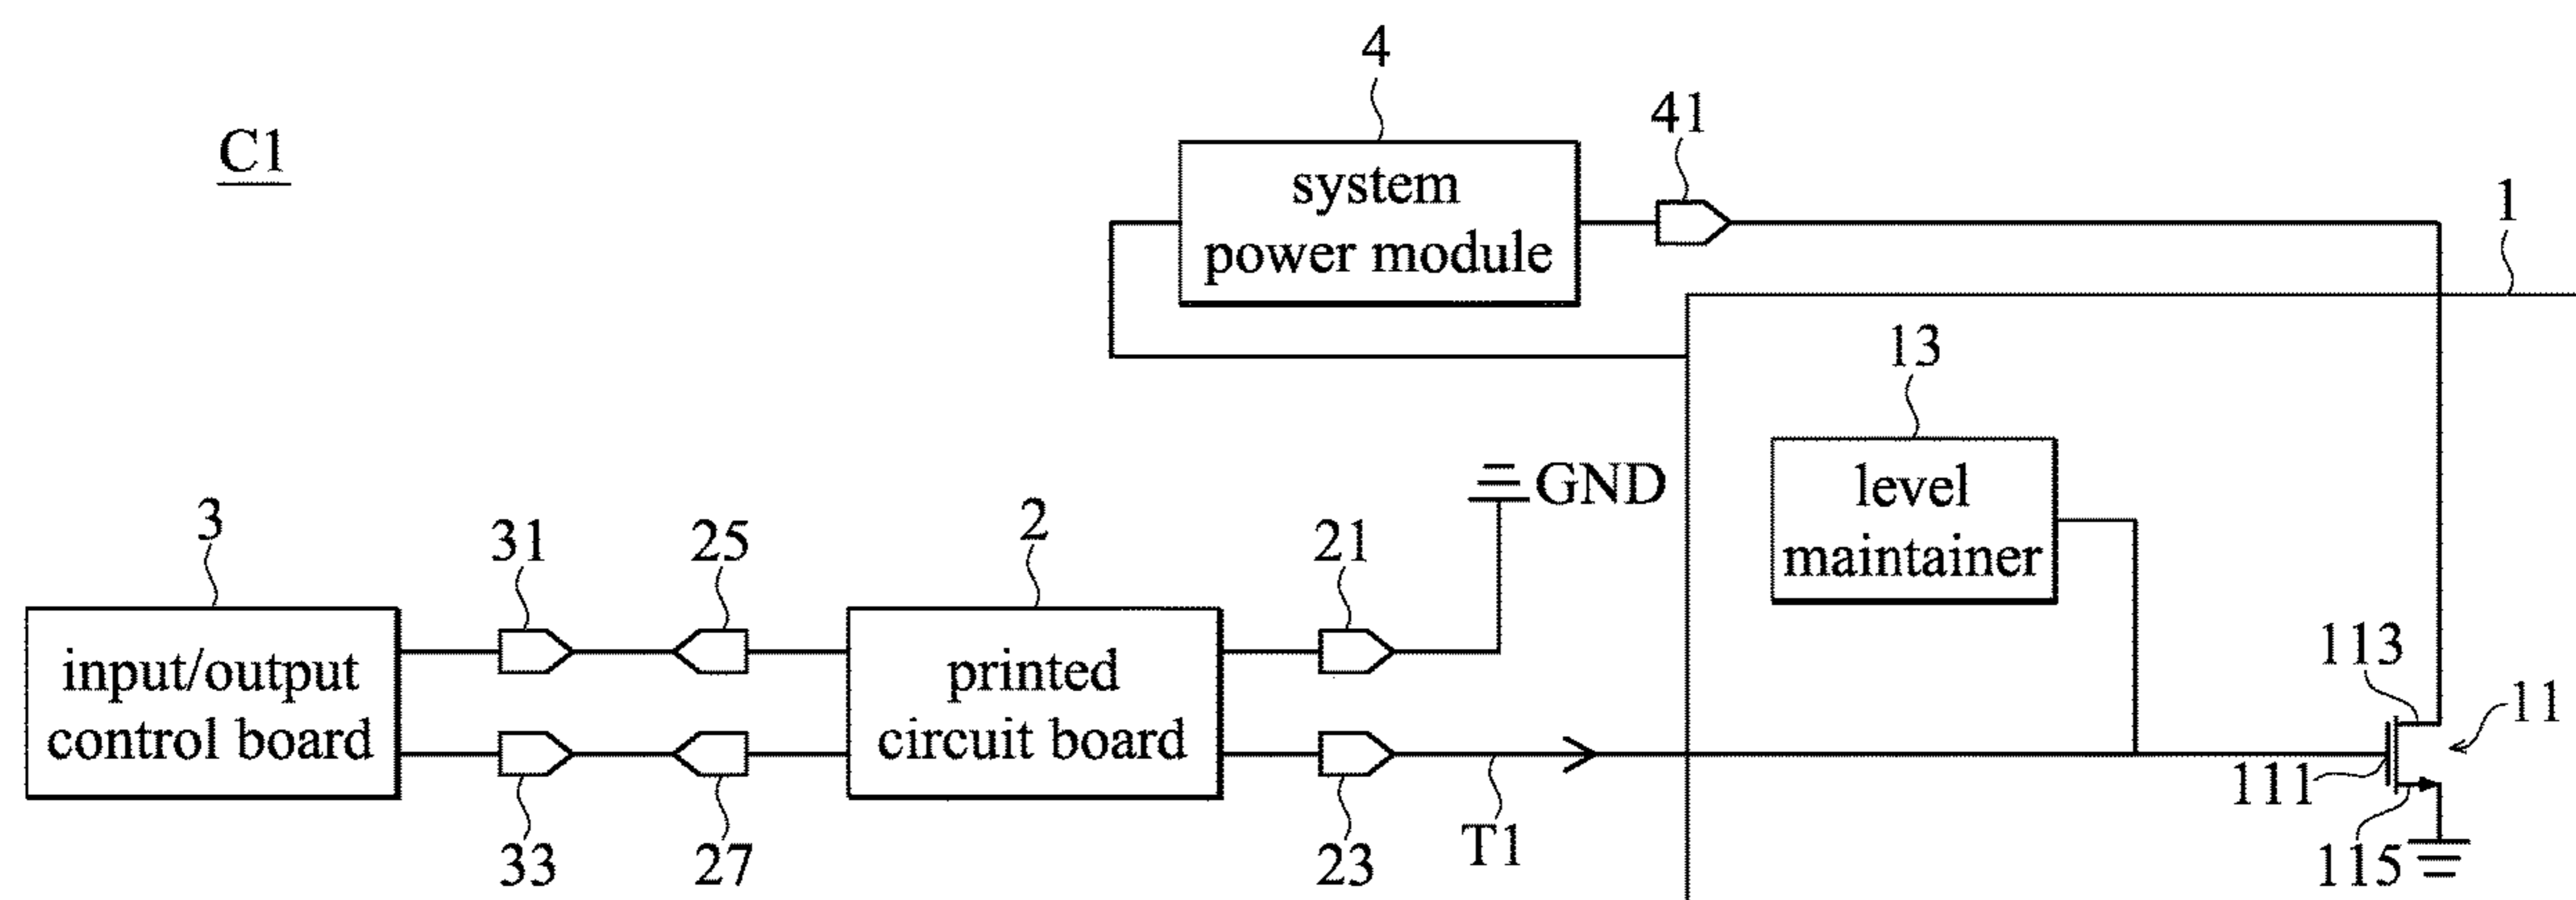 4
41
C1
system
power module
1
13
level
maintainer
GND
3
31
25
2
21
input/output
control board
printed
circuit board
113
11
111
33
27
23
T1
115